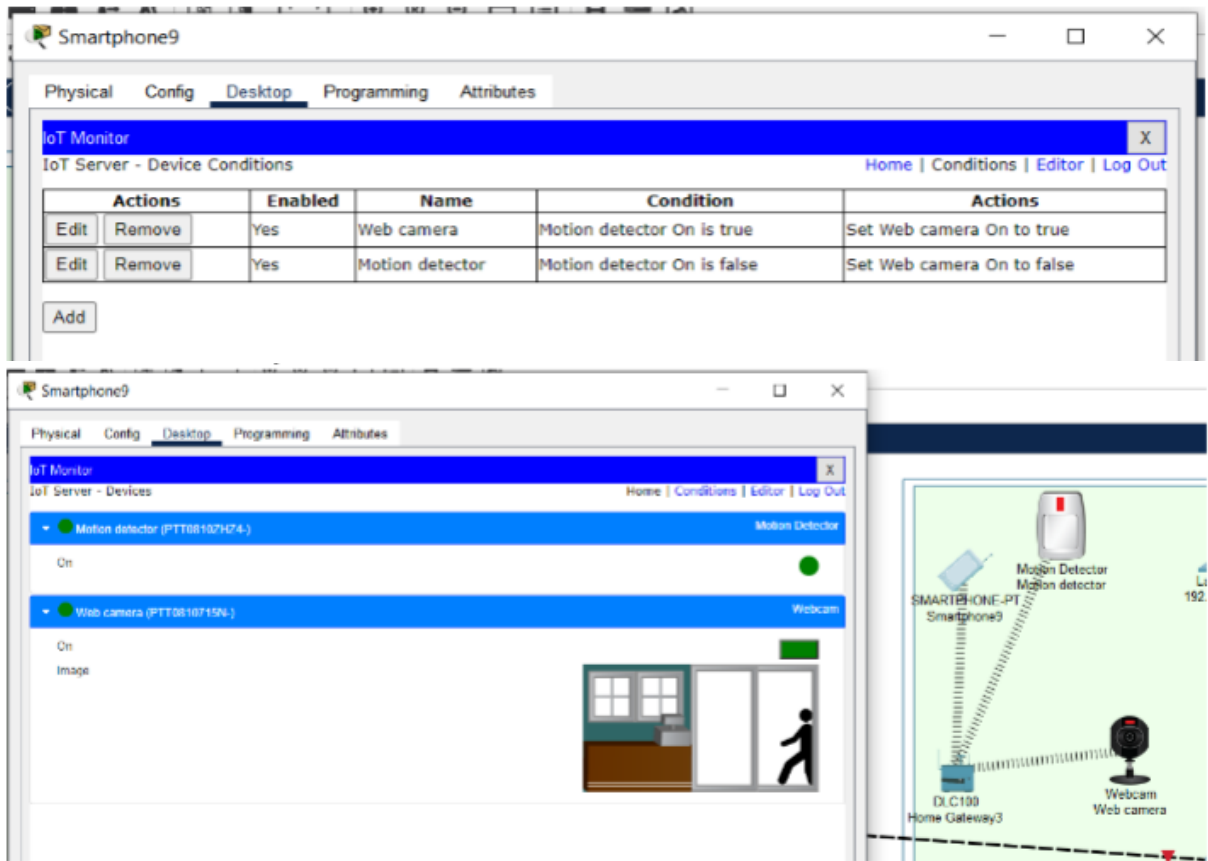 Smartphone9
Physical Config Desktop Programming Attributes
IoT Monitor X
IoT Server - Device Conditions Home | Conditions | Editor | Log Out
Actions Enabled Name Condition Actions
Edit Remove Yes Web camera Motion detector On is true Set Web camera On to true
Edit Remove Yes Motion detector Motion detector On is false Set Web camera On to false
Add
Smartphone9
Physical Config Desktop Programming Attributes
IoT Monitor X
IoT Server - Devices Home | Conditions | Editor | Log Out
Motion detector (PTT0810ZHZ4-) Motion Detector
On
Web camera (PTT0810715N-) Webcam
On
Image
Motion Detector
Motion detector
SMARTPHONE-PT
Smartphone9
192.
DLC100
Home Gateway3
Webcam
Web camera